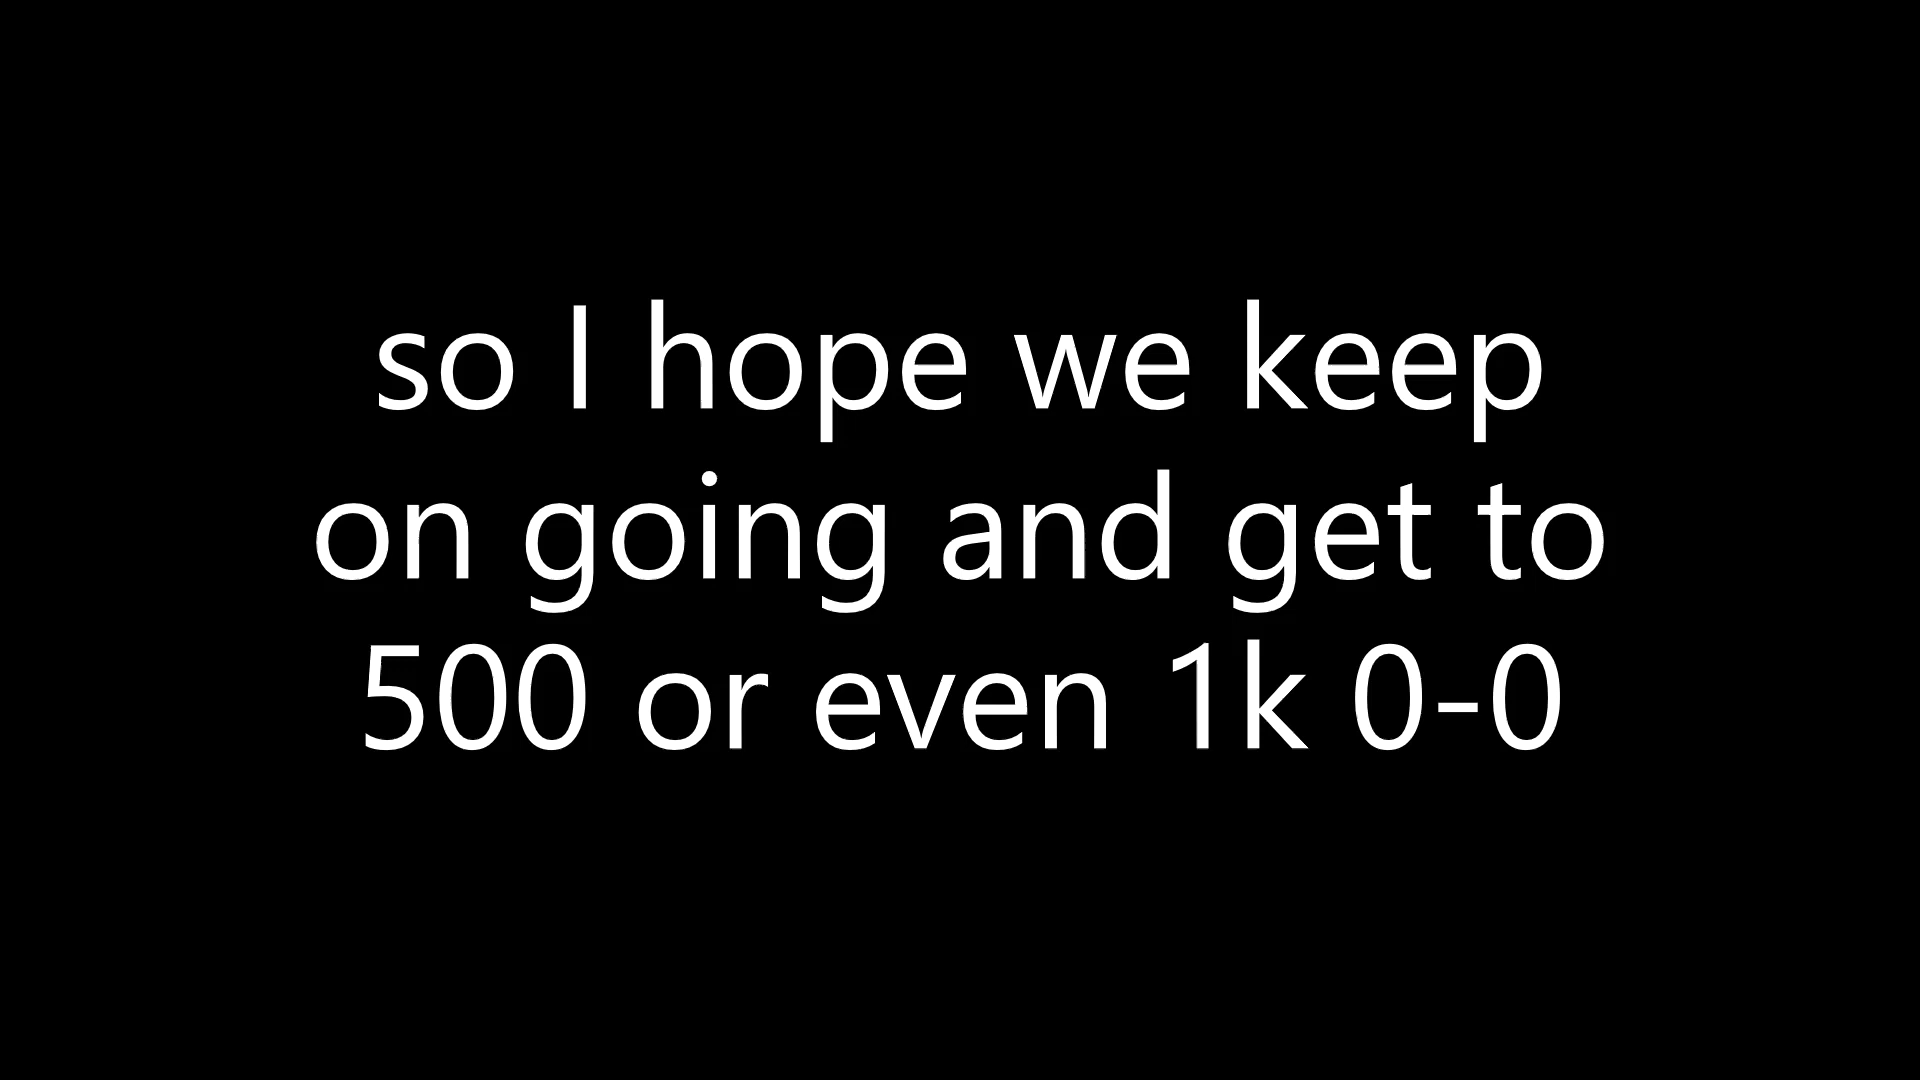 so I hope we keep
on going and get to
500 or even 1k 0-0